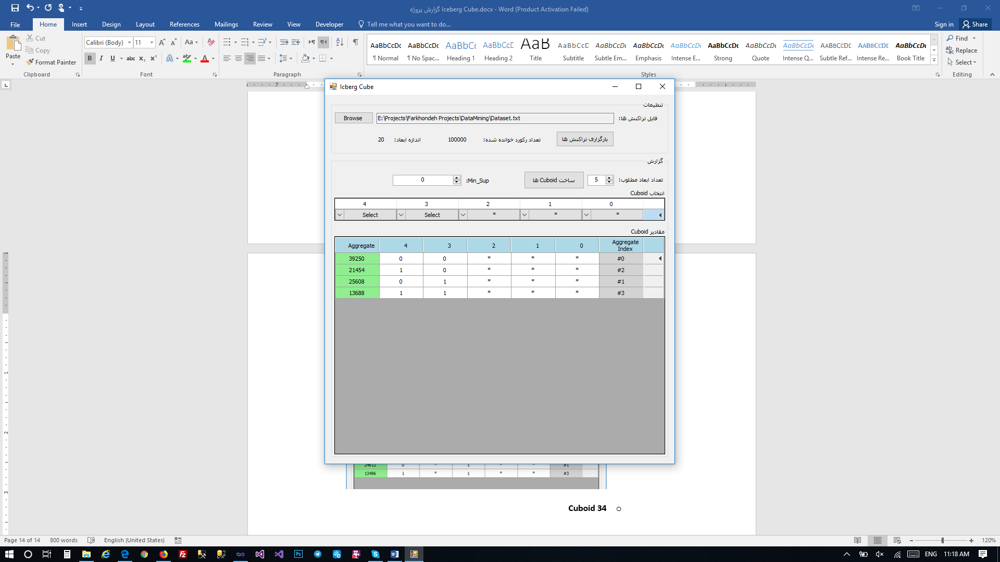 گزارش پروژه Iceberg Cube.docx - Word (Product Activation Failed)
File Home Insert Design Layout References Mailings Review View Developer Tell me what you want to do... Sign in Share
Paste
Cut
Copy
Format Painter
Clipboard
Calibri (Body) 11
Font
Paragraph
AaBbCcDc AaBbCcDc AaBbCc AaBbCcC AaB AaBbCcD AaBbCcDc AaBbCcDc AaBbCcDc AaBbCcDc AaBbCcDc AaBbCcDc AaBbCcDc AaBbCcDc AaBbCcDc
¶ Normal ¶ No Spac... Heading 1 Heading 2 Title Subtitle Subtle Em... Emphasis Intense E... Strong Quote Intense Q... Subtle Ref... Intense Re... Book Title
Styles
Find
Replace
Select
Editing
Icberg Cube
تنظیمات
فایل تراکنش ها: E:\Projects\Farkhondeh Projects\DataMining\Dataset.txt Browse
بارگزاری تراکنش ها تعداد رکورد خوانده شده: 100000 اندازه ابعاد: 20
گزارش
تعداد ابعاد مطلوب: 5 ساخت Cuboid ها Min_Sup: 0
انتخاب Cuboid
4 3 2 1 0
Select Select * * *
مقادیر Cuboid
Aggregate 4 3 2 1 0 Aggregate Index
39250 0 0 * * * #0
21454 1 0 * * * #2
25608 0 1 * * * #1
13688 1 1 * * * #3
24612 0 * 1 * * #1
13496 1 * 1 * * #3
Cuboid 34
Page 14 of 14 800 words English (United States) 120%
ENG 11:18 AM